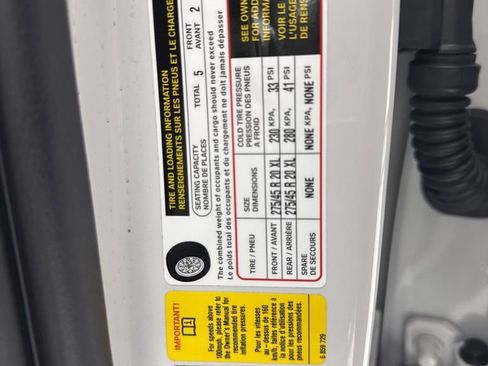 TIRE AND LOADING INFORMATION
RENSEIGNEMENTS SUR LES PNEUS ET LE CHARGE
SEATING CAPACITY
NOMBRE DE PLACES
TOTAL 5
FRONT
AVANT 2
The combined weight of occupants and cargo should never exceed
Le poids total des occupants et du chargement ne doit jamais dépasser
TIRE / PNEU
SIZE
DIMENSIONS
COLD TIRE PRESSURE
PRESSION DES PNEUS
A FROID
FRONT / AVANT 275/45 R 20 XL 230 KPA, 33 PSI
REAR / ARRIÈRE 275/45 R 20 XL 280 KPA, 41 PSI
SPARE
DE SECOURS
NONE
NONE KPA, NONE PSI
SEE OWN
FOR ADD
INFORMA
VOIR LE
L'USAGE
DE RENS
IMPORTANT!
For speeds above
100mph, please refer to
the Owner's Manual for
recommended tire
inflation pressures.
Pour les vitesses
au - dessus de 160
km/h, faites référence à
la notice d'utilisation
pour les pressions des
pneus recommandées.
6 859 729